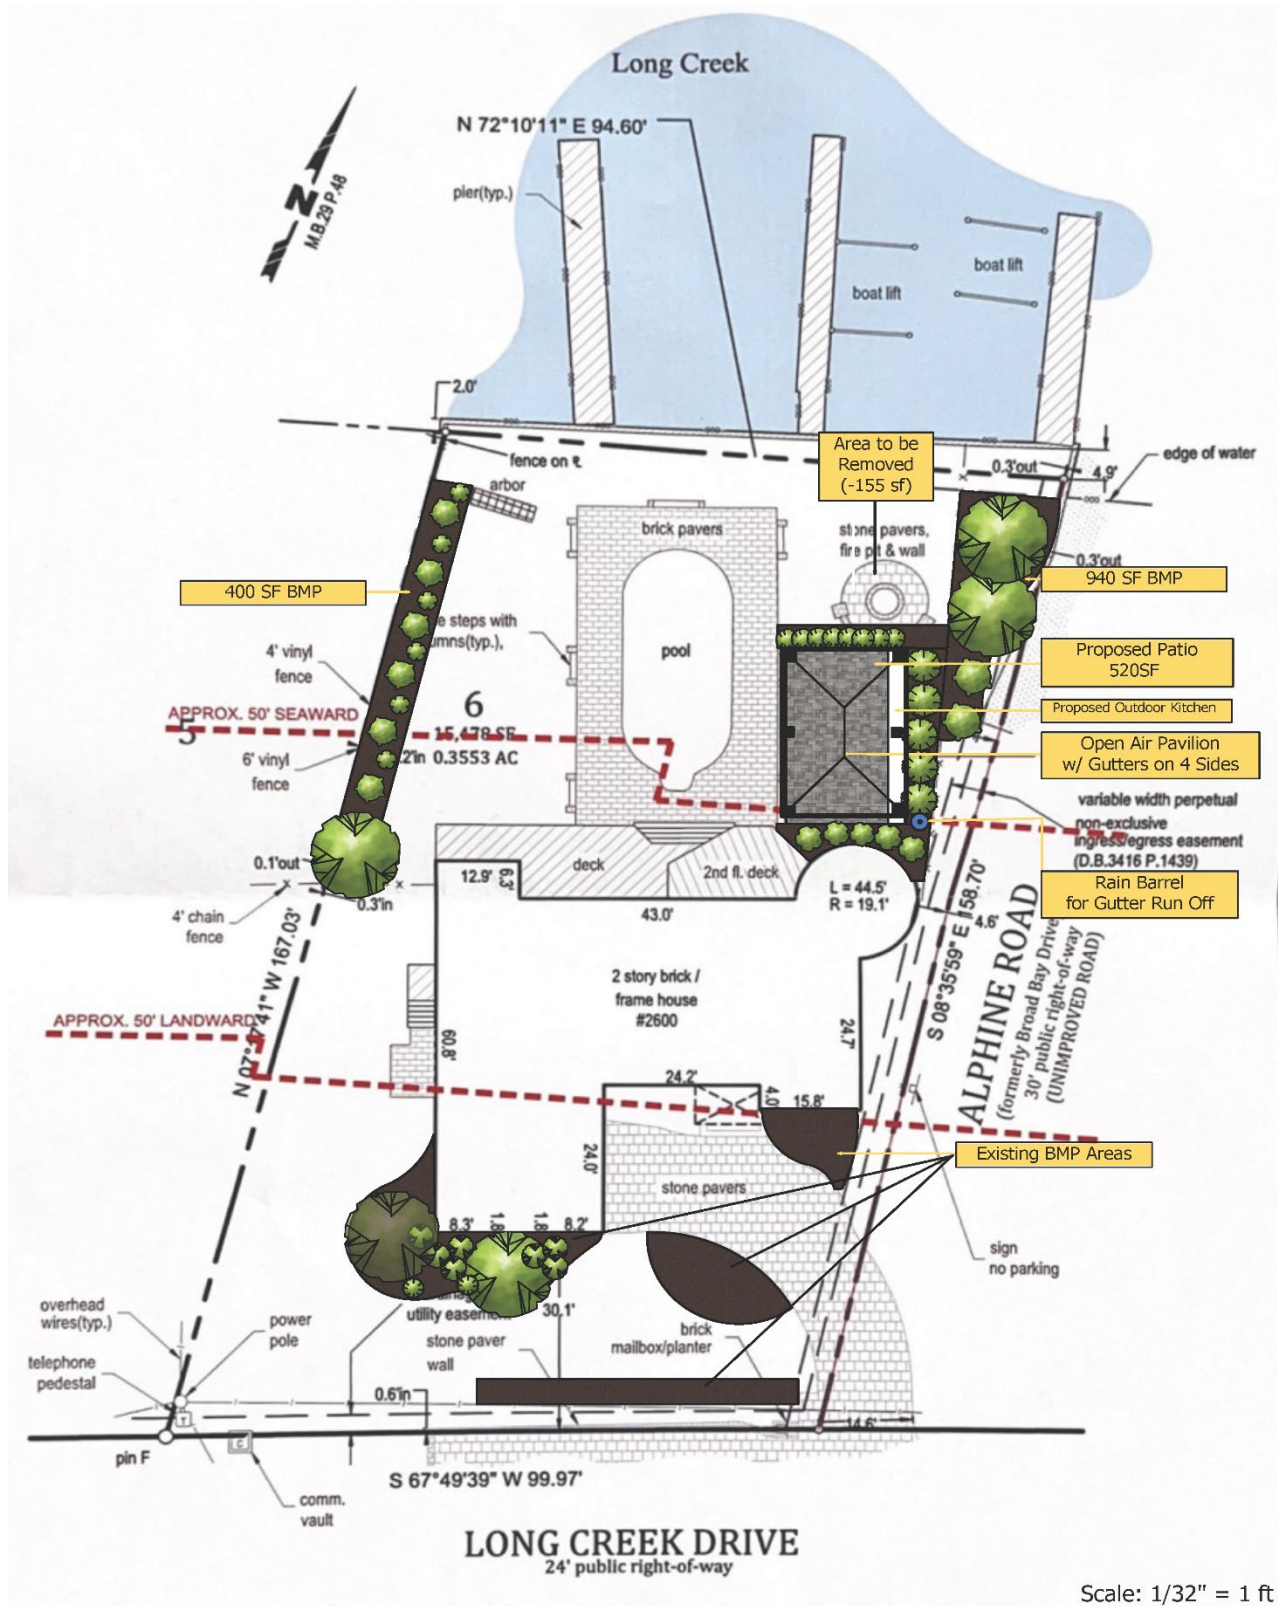 Long Creek
N 72°10'11" E 94.60'
N
M.B.29 P.48
pier(typ.)
boat lift
boat lift
2.0'
fence on ℄
arbor
Area to be
Removed
(-155 sf)
0.3'out
4.9'
edge of water
brick pavers
stone pavers,
fire pit & wall
0.3'out
400 SF BMP
940 SF BMP
steps with
umns(typ.),
pool
4' vinyl
fence
Proposed Patio
520SF
APPROX. 50' SEAWARD
5
6
15,478 SF
0.3553 AC
Proposed Outdoor Kitchen
6' vinyl
fence
2'in
Open Air Pavilion
w/ Gutters on 4 Sides
variable width perpetual
non-exclusive
ingress/egress easement
(D.B.3416 P.1439)
0.1'out
deck
2nd fl. deck
12.9'
6.3'
43.0'
L = 44.5'
R = 19.1'
Rain Barrel
for Gutter Run Off
0.3'in
4' chain
fence
4.6'
S 08°35'59" E 158.70'
ALPHINE ROAD
(formerly Broad Bay Drive
30' public right-of-way
(UNIMPROVED ROAD)
2 story brick /
frame house
#2600
APPROX. 50' LANDWARD
60.8'
24.7'
24.2'
4.0'
15.8'
Existing BMP Areas
24.0'
stone pavers
8.3'
1.8
1.8
8.2'
sign
no parking
overhead
wires(typ.)
power
pole
utility easement
30.1'
stone paver
wall
brick
mailbox/planter
telephone
pedestal
0.6'in
T
14.6'
pin F
C
S 67°49'39" W 99.97'
comm.
vault
LONG CREEK DRIVE
24' public right-of-way
Scale: 1/32" = 1 ft